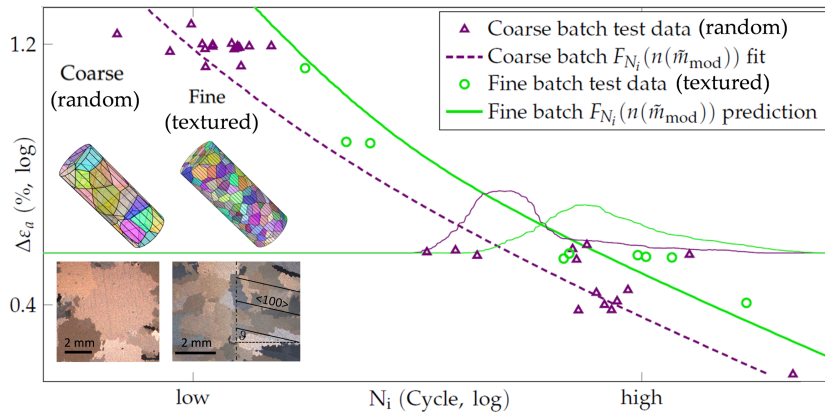 Coarse batch test data (random)
Coarse batch F_{N_i}(n(m̃_mod)) fit
Fine batch test data (textured)
Fine batch F_{N_i}(n(m̃_mod)) prediction
1.2
0.4
Δε_a (%, log)
Coarse
(random)
Fine
(textured)
2 mm
2 mm
<100>
ϑ
low
N_i (Cycle, log)
high